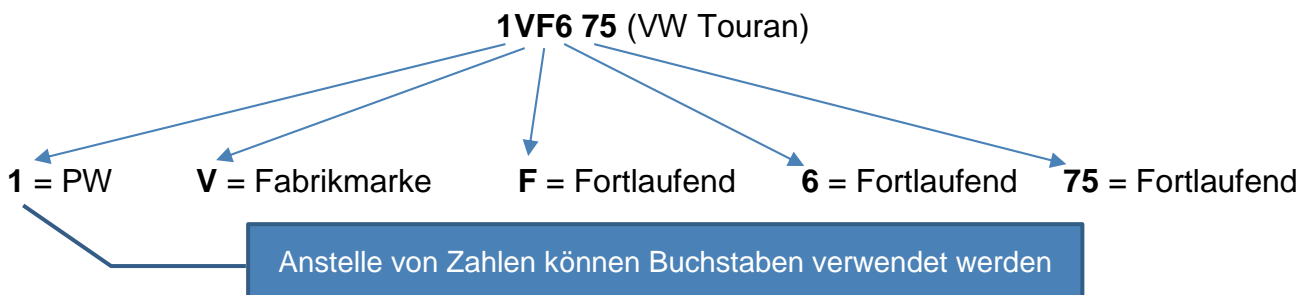 1VF6 75 (VW Touran)
1 = PW V = Fabrikmarke F = Fortlaufend 6 = Fortlaufend 75 = Fortlaufend
Anstelle von Zahlen können Buchstaben verwendet werden